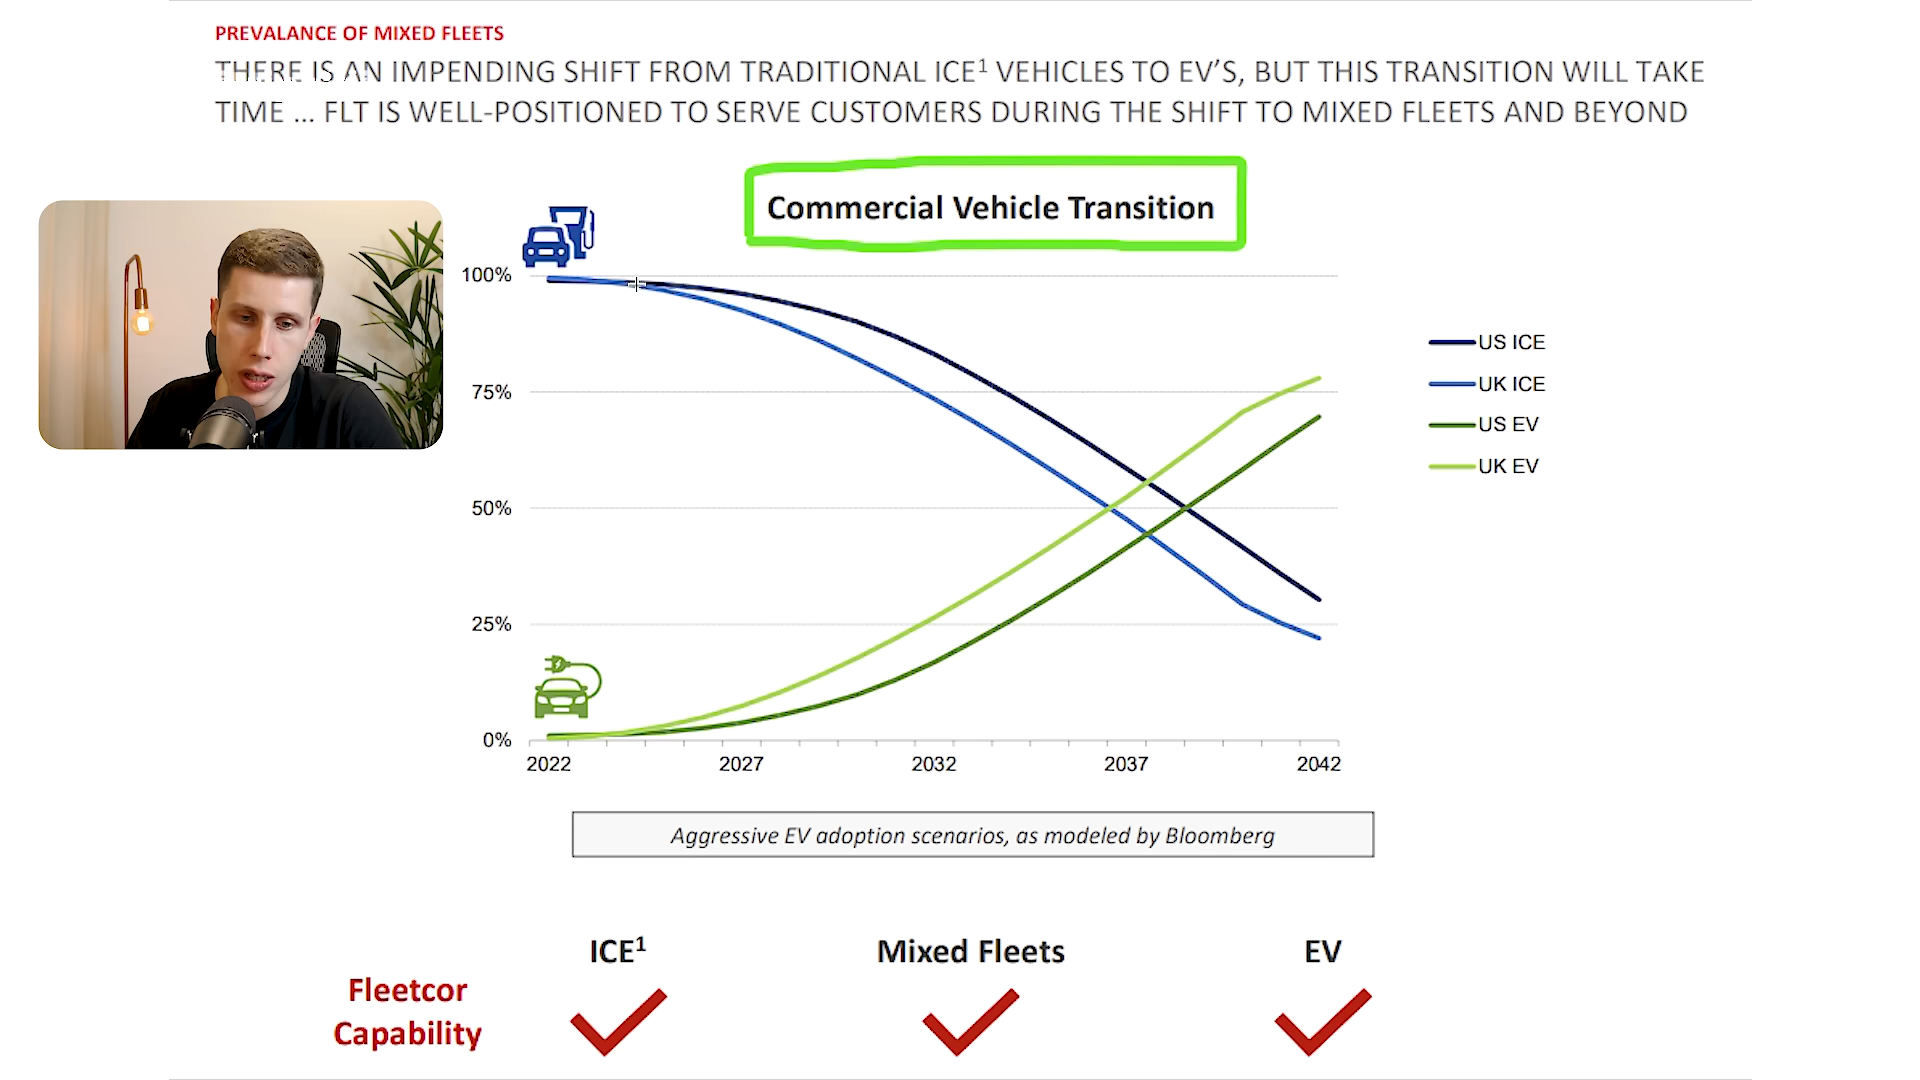 PREVALANCE OF MIXED FLEETS
THERE IS AN IMPENDING SHIFT FROM TRADITIONAL ICE¹ VEHICLES TO EV'S, BUT THIS TRANSITION WILL TAKE
TIME ... FLT IS WELL-POSITIONED TO SERVE CUSTOMERS DURING THE SHIFT TO MIXED FLEETS AND BEYOND
Commercial Vehicle Transition
100%
75%
50%
25%
0%
2022 2027 2032 2037 2042
US ICE
UK ICE
US EV
UK EV
Aggressive EV adoption scenarios, as modeled by Bloomberg
ICE¹ Mixed Fleets EV
Fleetcor
Capability